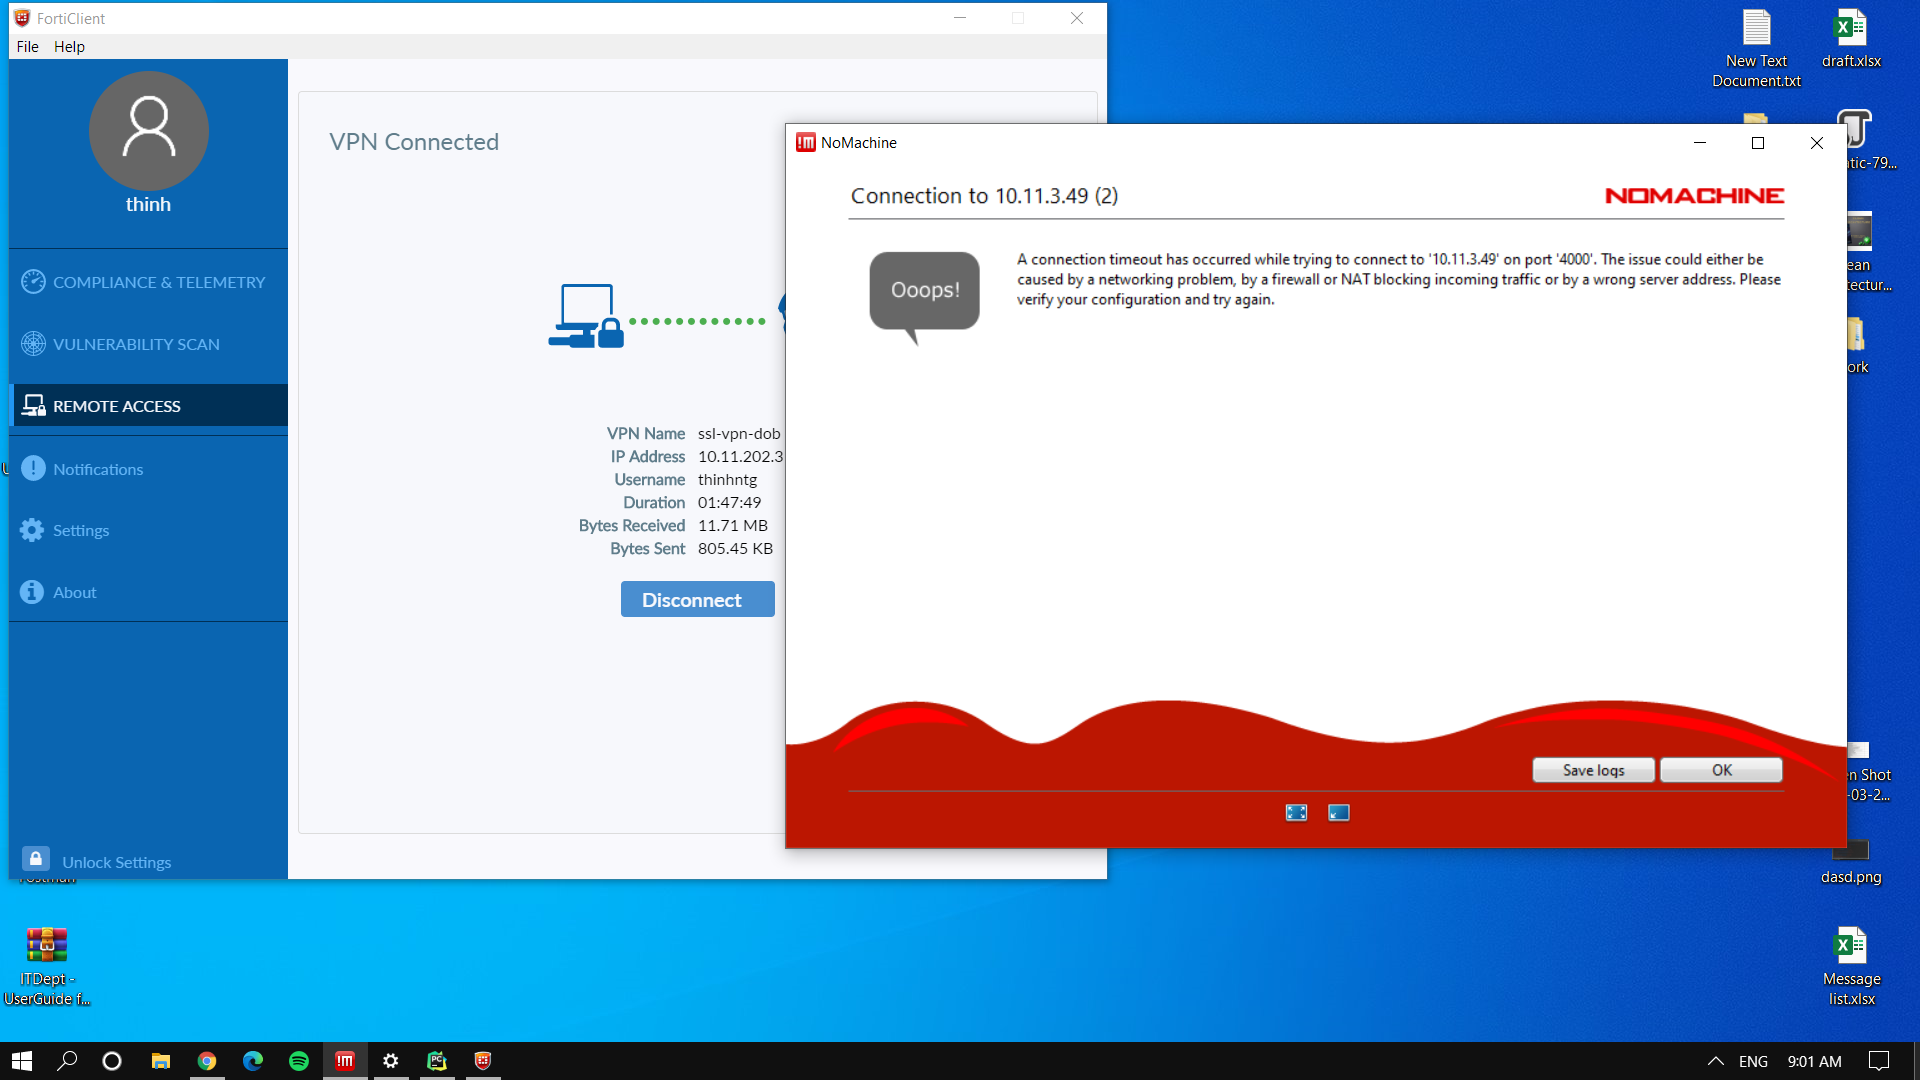 FortiClient
File Help
thinh
COMPLIANCE & TELEMETRY
VULNERABILITY SCAN
REMOTE ACCESS
Notifications
Settings
About
Unlock Settings
VPN Connected
VPN Name ssl-vpn-dob
IP Address 10.11.202.3
Username thinhntg
Duration 01:47:49
Bytes Received 11.71 MB
Bytes Sent 805.45 KB
Disconnect
NoMachine
Connection to 10.11.3.49 (2)
NOMACHINE
Ooops!
A connection timeout has occurred while trying to connect to '10.11.3.49' on port '4000'. The issue could either be
caused by a networking problem, by a firewall or NAT blocking incoming traffic or by a wrong server address. Please
verify your configuration and try again.
Save logs
OK
New Text
Document.txt
draft.xlsx
tic-79...
ean
tectur...
ork
n Shot
-03-2...
dasd.png
Message
list.xlsx
ITDept -
UserGuide f...
ENG
9:01 AM